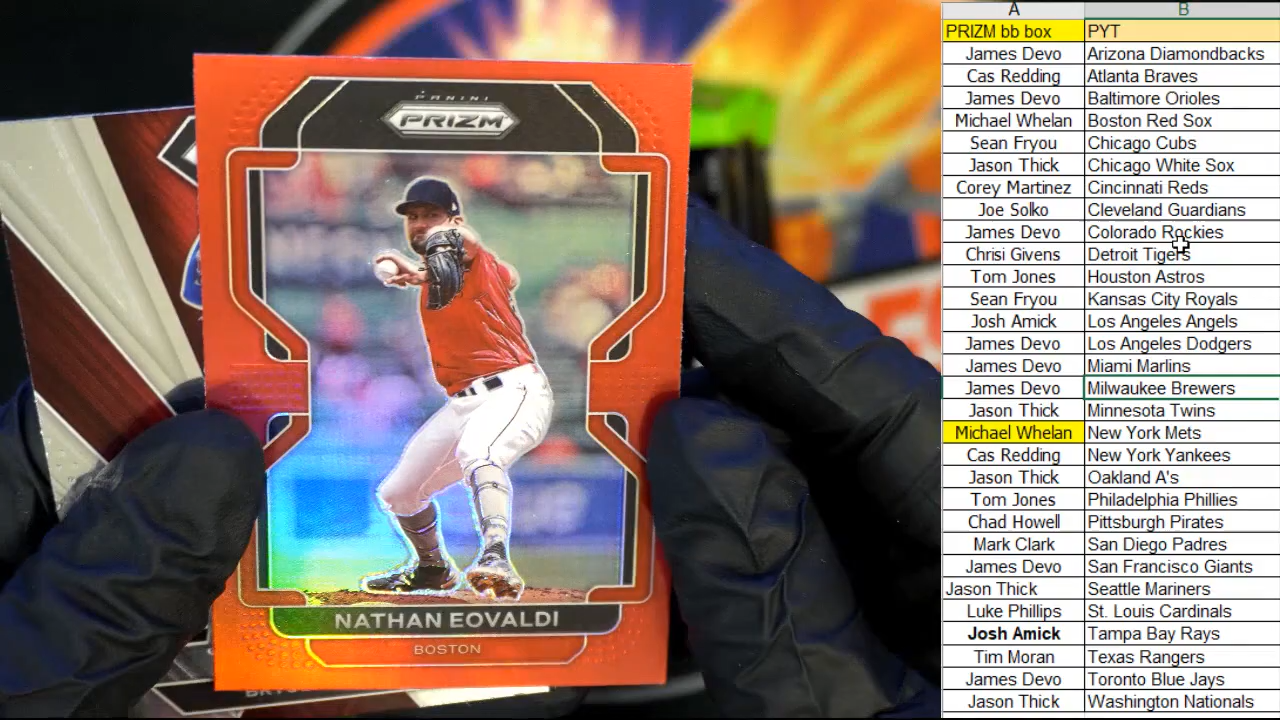 PANINI
PRIZM
NATHAN EOVALDI
BOSTON
A B
PRIZM bb box PYT
James Devo Arizona Diamondbacks
Cas Redding Atlanta Braves
James Devo Baltimore Orioles
Michael Whelan Boston Red Sox
Sean Fryou Chicago Cubs
Jason Thick Chicago White Sox
Corey Martinez Cincinnati Reds
Joe Solko Cleveland Guardians
James Devo Colorado Rockies
Chrisi Givens Detroit Tigers
Tom Jones Houston Astros
Sean Fryou Kansas City Royals
Josh Amick Los Angeles Angels
James Devo Los Angeles Dodgers
James Devo Miami Marlins
James Devo Milwaukee Brewers
Jason Thick Minnesota Twins
Michael Whelan New York Mets
Cas Redding New York Yankees
Jason Thick Oakland A's
Tom Jones Philadelphia Phillies
Chad Howell Pittsburgh Pirates
Mark Clark San Diego Padres
James Devo San Francisco Giants
Jason Thick Seattle Mariners
Luke Phillips St. Louis Cardinals
Josh Amick Tampa Bay Rays
Tim Moran Texas Rangers
James Devo Toronto Blue Jays
Jason Thick Washington Nationals